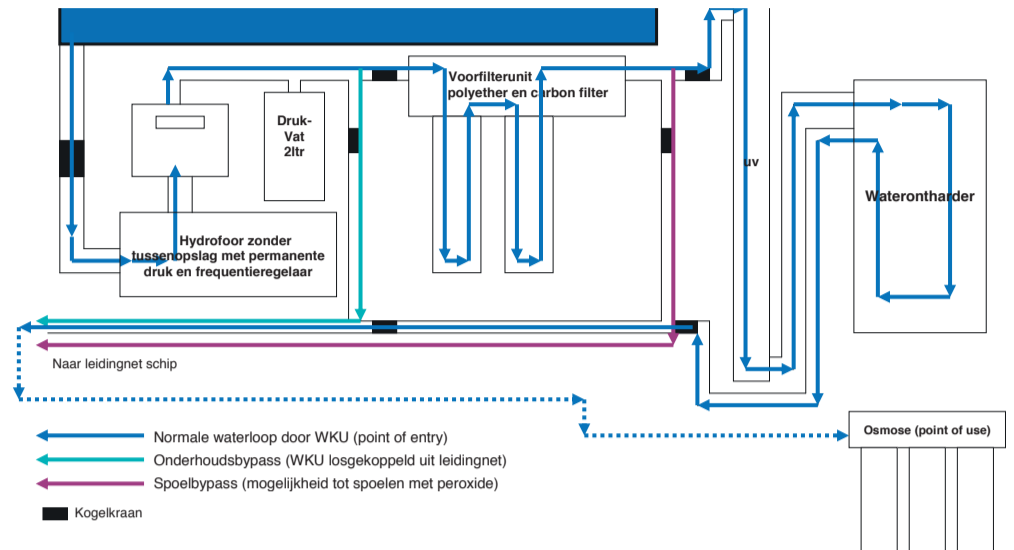 Voorfilterunit
polyether en carbon filter
Druk-
Vat
2ltr
uv
Waterontharder
Hydrofoor zonder
tussenopslag met permanente
druk en frequentieregelaar
Naar leidingnet schip
Osmose (point of use)
Normale waterloop door WKU (point of entry)
Onderhoudsbypass (WKU losgekoppeld uit leidingnet)
Spoelbypass (mogelijkheid tot spoelen met peroxide)
Kogelkraan